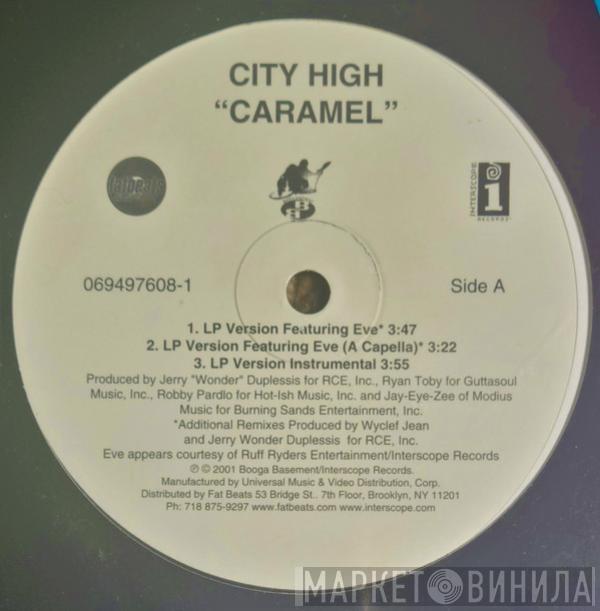 CITY HIGH
"CARAMEL"
fatbeats
INTERSCOPE
RECORDS
069497608-1
Side A
1. LP Version Featuring Eve* 3:47
2. LP Version Featuring Eve (A Capella)* 3:22
3. LP Version Instrumental 3:55
Produced by Jerry "Wonder" Duplessis for RCE, Inc., Ryan Toby for Guttasoul
Music, Inc., Robby Pardlo for Hot-Ish Music, Inc. and Jay-Eye-Zee of Modius
Music for Burning Sands Entertainment, Inc.
*Additional Remixes Produced by Wyclef Jean
and Jerry Wonder Duplessis for RCE, Inc.
Eve appears courtesy of Ruff Ryders Entertainment/Interscope Records
℗ © 2001 Booga Basement/Interscope Records.
Manufactured by Universal Music & Video Distribution, Corp.
Distributed by Fat Beats 53 Bridge St.. 7th Floor, Brooklyn, NY 11201
Ph: 718 875-9297 www.fatbeats.com www.interscope.com
МАРКЕТОВИНИЛА